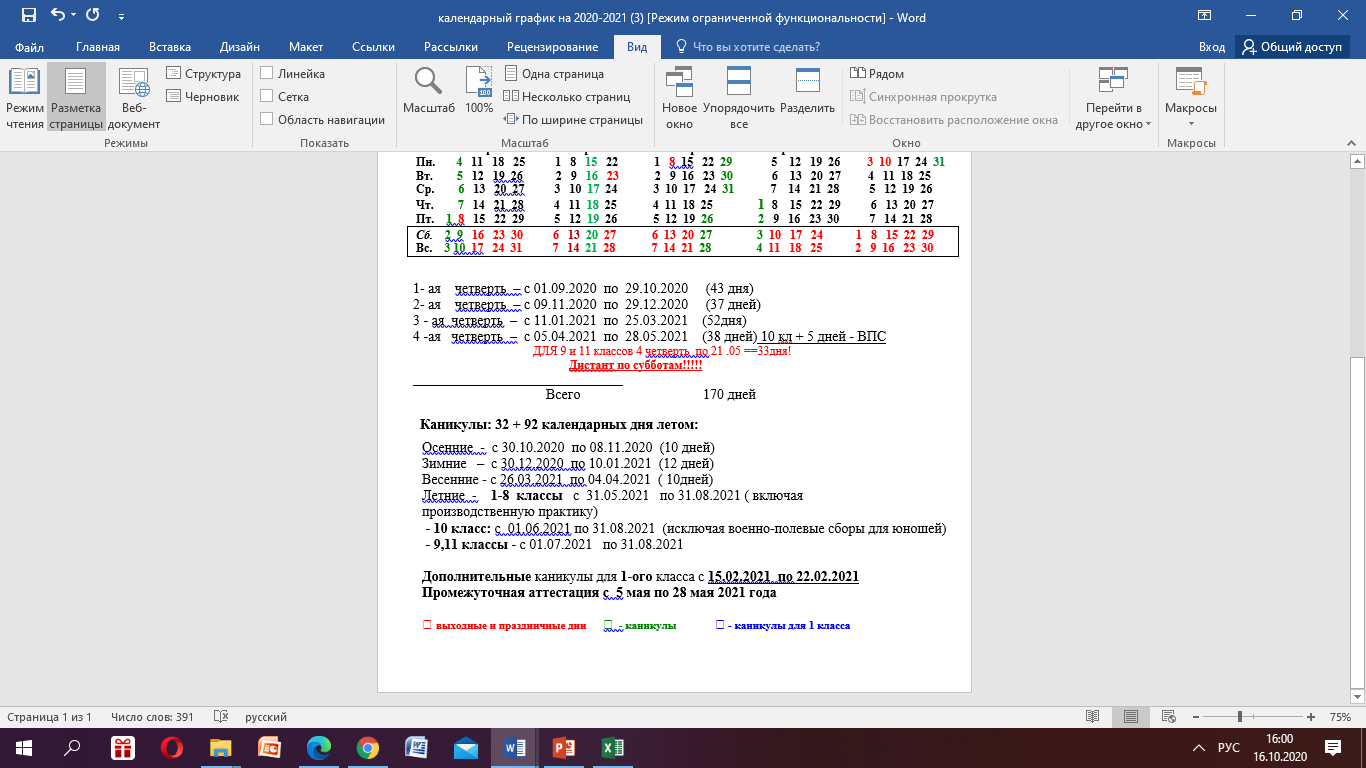 календарный график на 2020-2021 (3) [Режим ограниченной функциональности] - Word
Файл Главная Вставка Дизайн Макет Ссылки Рассылки Рецензирование Вид Что вы хотите сделать? Вход Общий доступ
Режим чтения
Разметка страницы
Веб-документ
Структура
Черновик
Режимы
Линейка
Сетка
Область навигации
Показать
Масштаб
100%
Одна страница
Несколько страниц
По ширине страницы
Масштаб
Новое окно
Упорядочить все
Разделить
Рядом
Синхронная прокрутка
Восстановить расположение окна
Окно
Перейти в другое окно
Макросы
Макросы
Пн. 4 11 18 25 1 8 15 22 1 8 15 22 29 5 12 19 26 3 10 17 24 31
Вт. 5 12 19 26 2 9 16 23 2 9 16 23 30 6 13 20 27 4 11 18 25
Ср. 6 13 20 27 3 10 17 24 3 10 17 24 31 7 14 21 28 5 12 19 26
Чт. 7 14 21 28 4 11 18 25 4 11 18 25 1 8 15 22 29 6 13 20 27
Пт. 1 8 15 22 29 5 12 19 26 5 12 19 26 2 9 16 23 30 7 14 21 28
Сб. 2 9 16 23 30 6 13 20 27 6 13 20 27 3 10 17 24 1 8 15 22 29
Вс. 3 10 17 24 31 7 14 21 28 7 14 21 28 4 11 18 25 2 9 16 23 30
1- ая четверть – с 01.09.2020 по 29.10.2020 (43 дня)
2- ая четверть – с 09.11.2020 по 29.12.2020 (37 дней)
3 - ая четверть – с 11.01.2021 по 25.03.2021 (52дня)
4 -ая четверть – с 05.04.2021 по 28.05.2021 (38 дней) 10 кл + 5 дней - ВПС
ДЛЯ 9 и 11 классов 4 четверть по 21 .05 ==33дня!
Дистант по субботам!!!!!
Всего 170 дней
Каникулы: 32 + 92 календарных дня летом:
Осенние - с 30.10.2020 по 08.11.2020 (10 дней)
Зимние – с 30.12.2020 по 10.01.2021 (12 дней)
Весенние - с 26.03.2021 по 04.04.2021 ( 10дней)
Летние - 1-8 классы с 31.05.2021 по 31.08.2021 ( включая
производственную практику)
- 10 класс: с 01.06.2021 по 31.08.2021 (исключая военно-полевые сборы для юношей)
- 9,11 классы - с 01.07.2021 по 31.08.2021
Дополнительные каникулы для 1-ого класса с 15.02.2021 по 22.02.2021
Промежуточная аттестация с 5 мая по 28 мая 2021 года
выходные и праздничные дни - каникулы - каникулы для 1 класса
Страница 1 из 1 Число слов: 391 русский 75%
РУС 16:00
16.10.2020